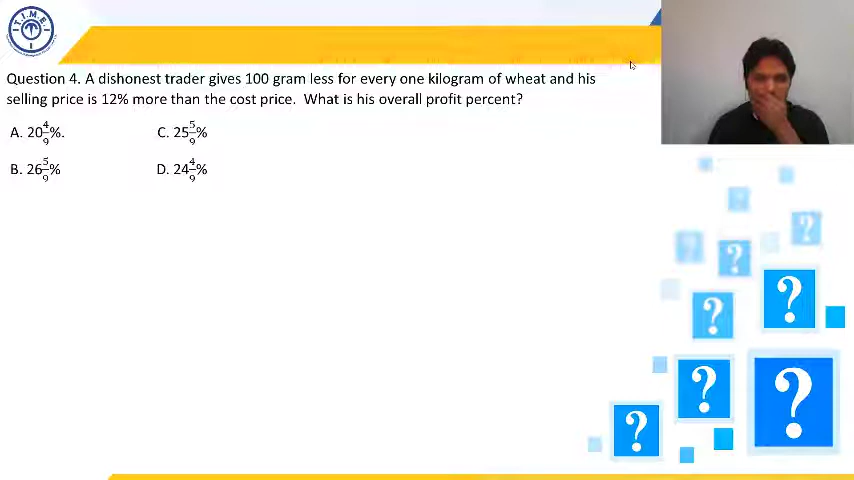 T.I.M.E.
Question 4. A dishonest trader gives 100 gram less for every one kilogram of wheat and his
selling price is 12% more than the cost price. What is his overall profit percent?
A. 20 4/9%. C. 25 5/9%
B. 26 5/9% D. 24 4/9%
?
?
?
?
?
?
?
?
?